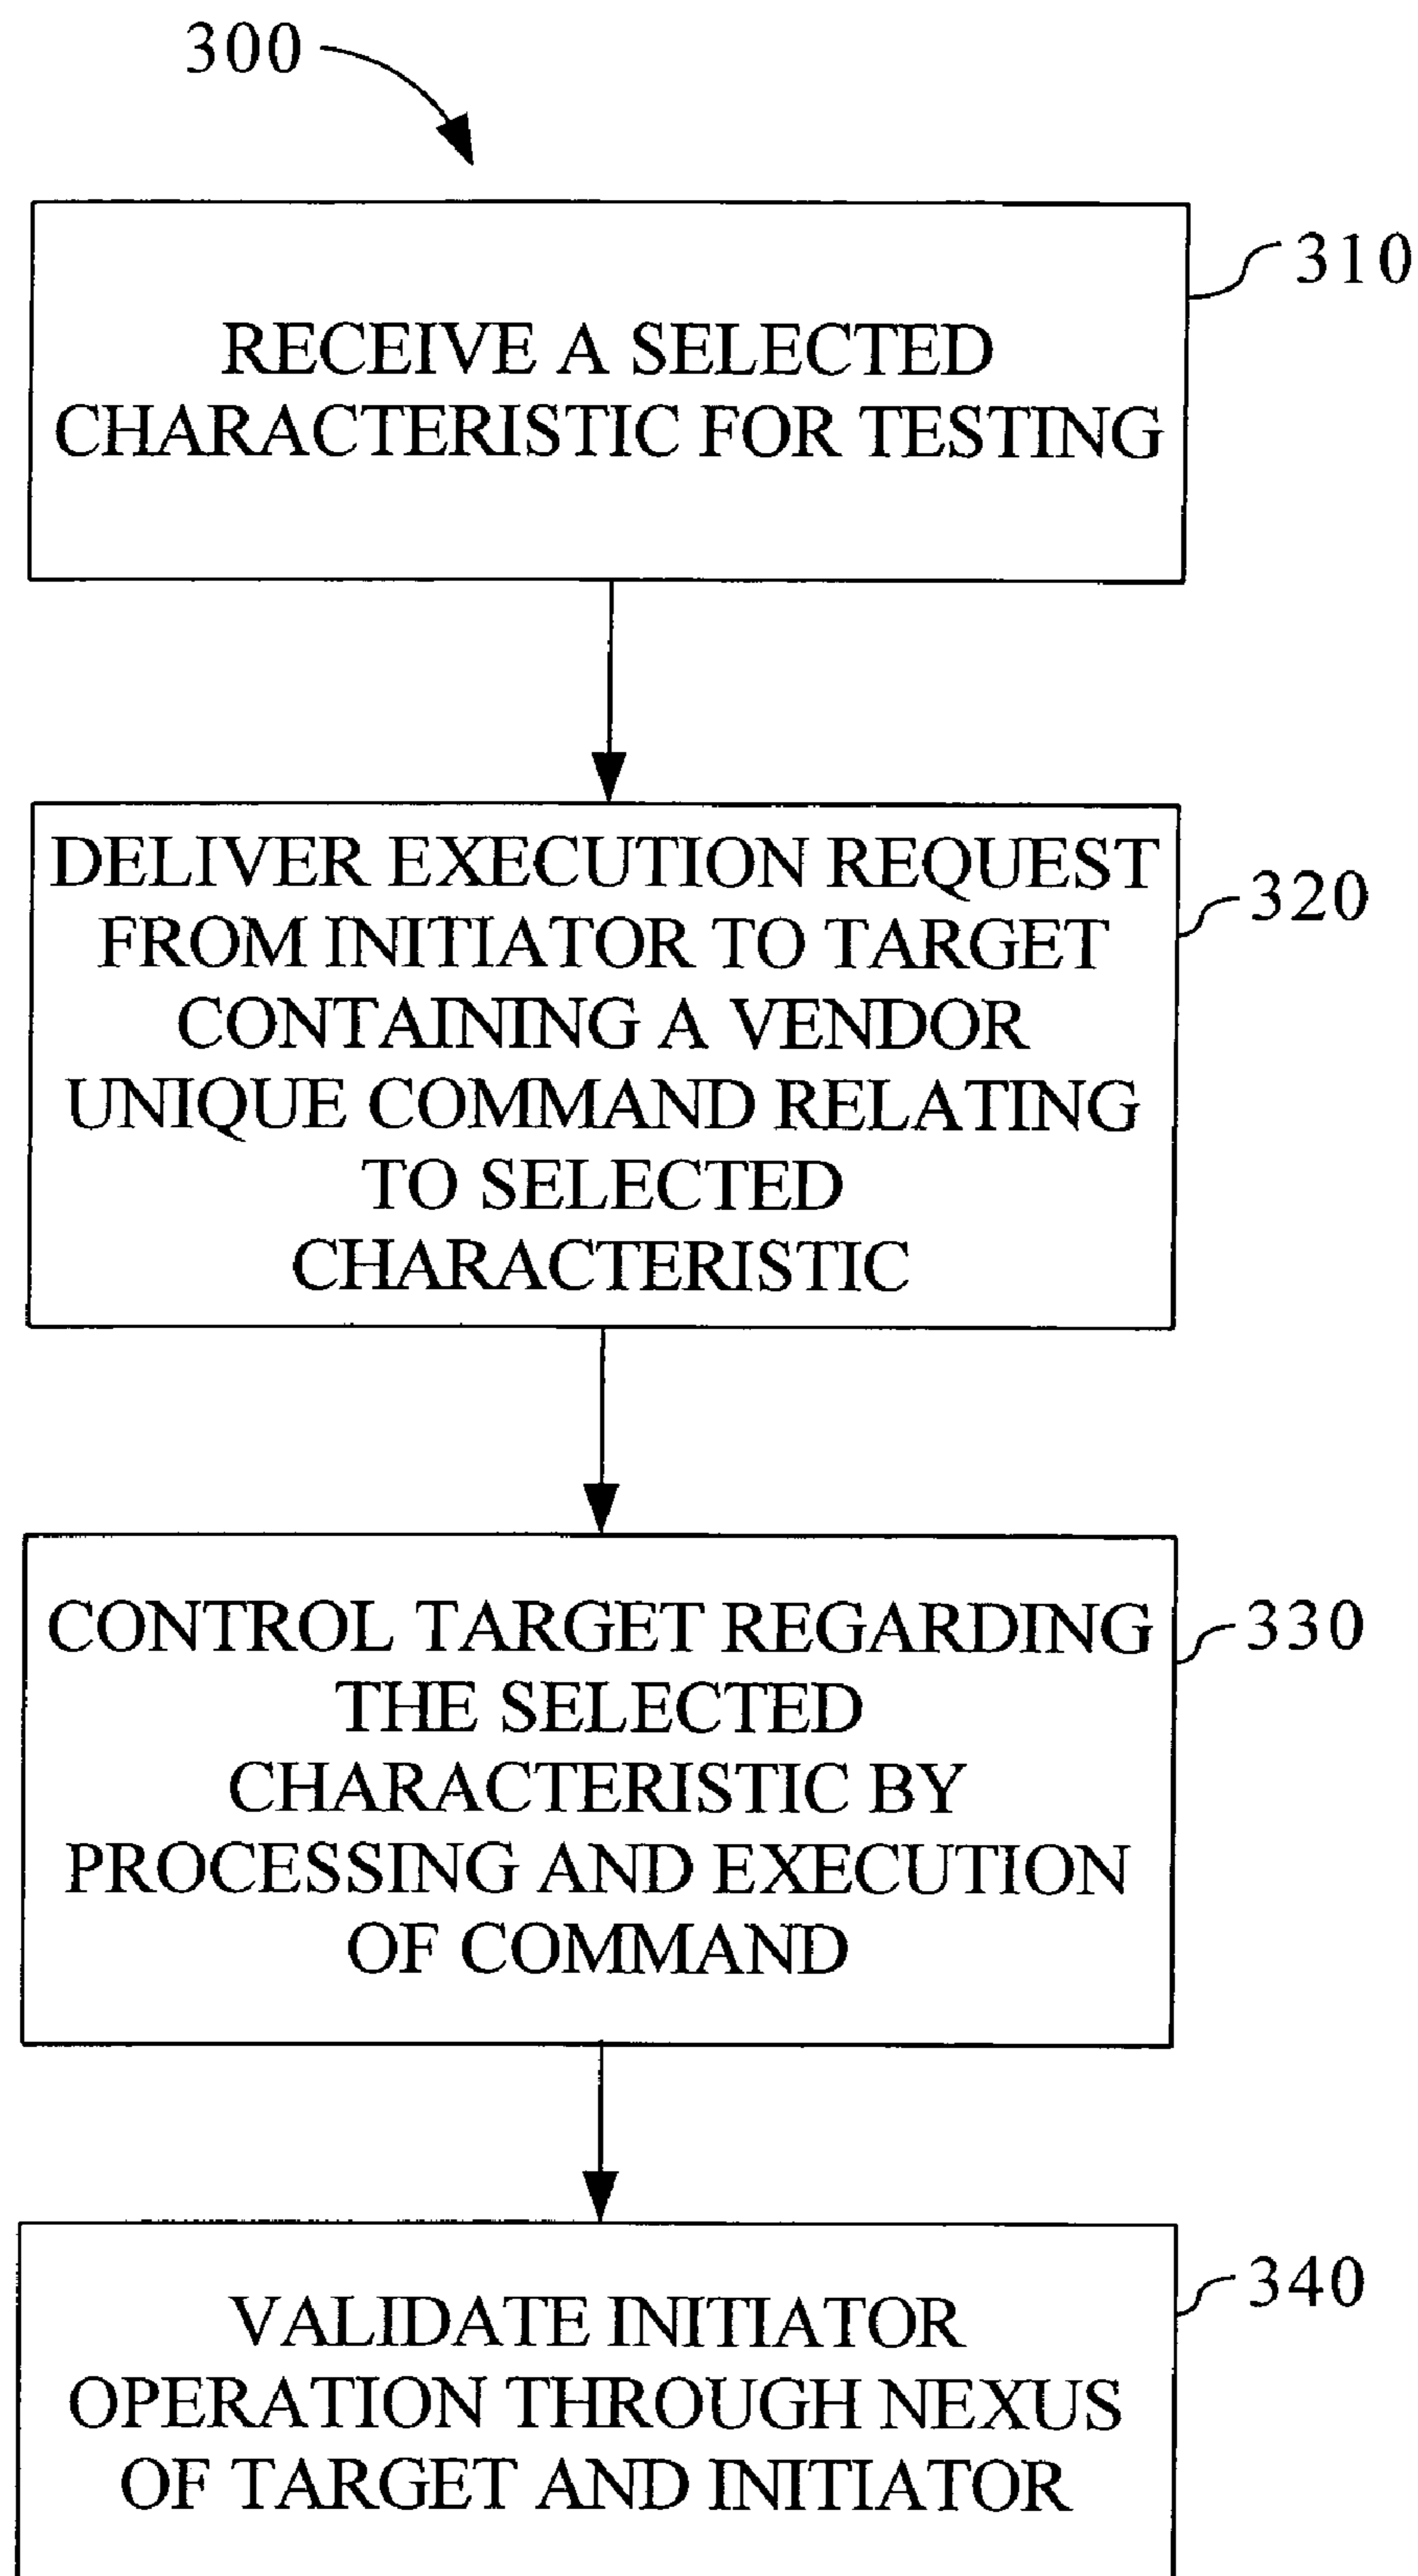 300
310
RECEIVE A SELECTED
CHARACTERISTIC FOR TESTING
DELIVER EXECUTION REQUEST
320
FROM INITIATOR TO TARGET
CONTAINING A VENDOR
UNIQUE COMMAND RELATING
TO SELECTED
CHARACTERISTIC
CONTROL TARGET REGARDING
330
THE SELECTED
CHARACTERISTIC BY
PROCESSING AND EXECUTION
OF COMMAND
340
VALIDATE INITIATOR
OPERATION THROUGH NEXUS
OF TARGET AND INITIATOR